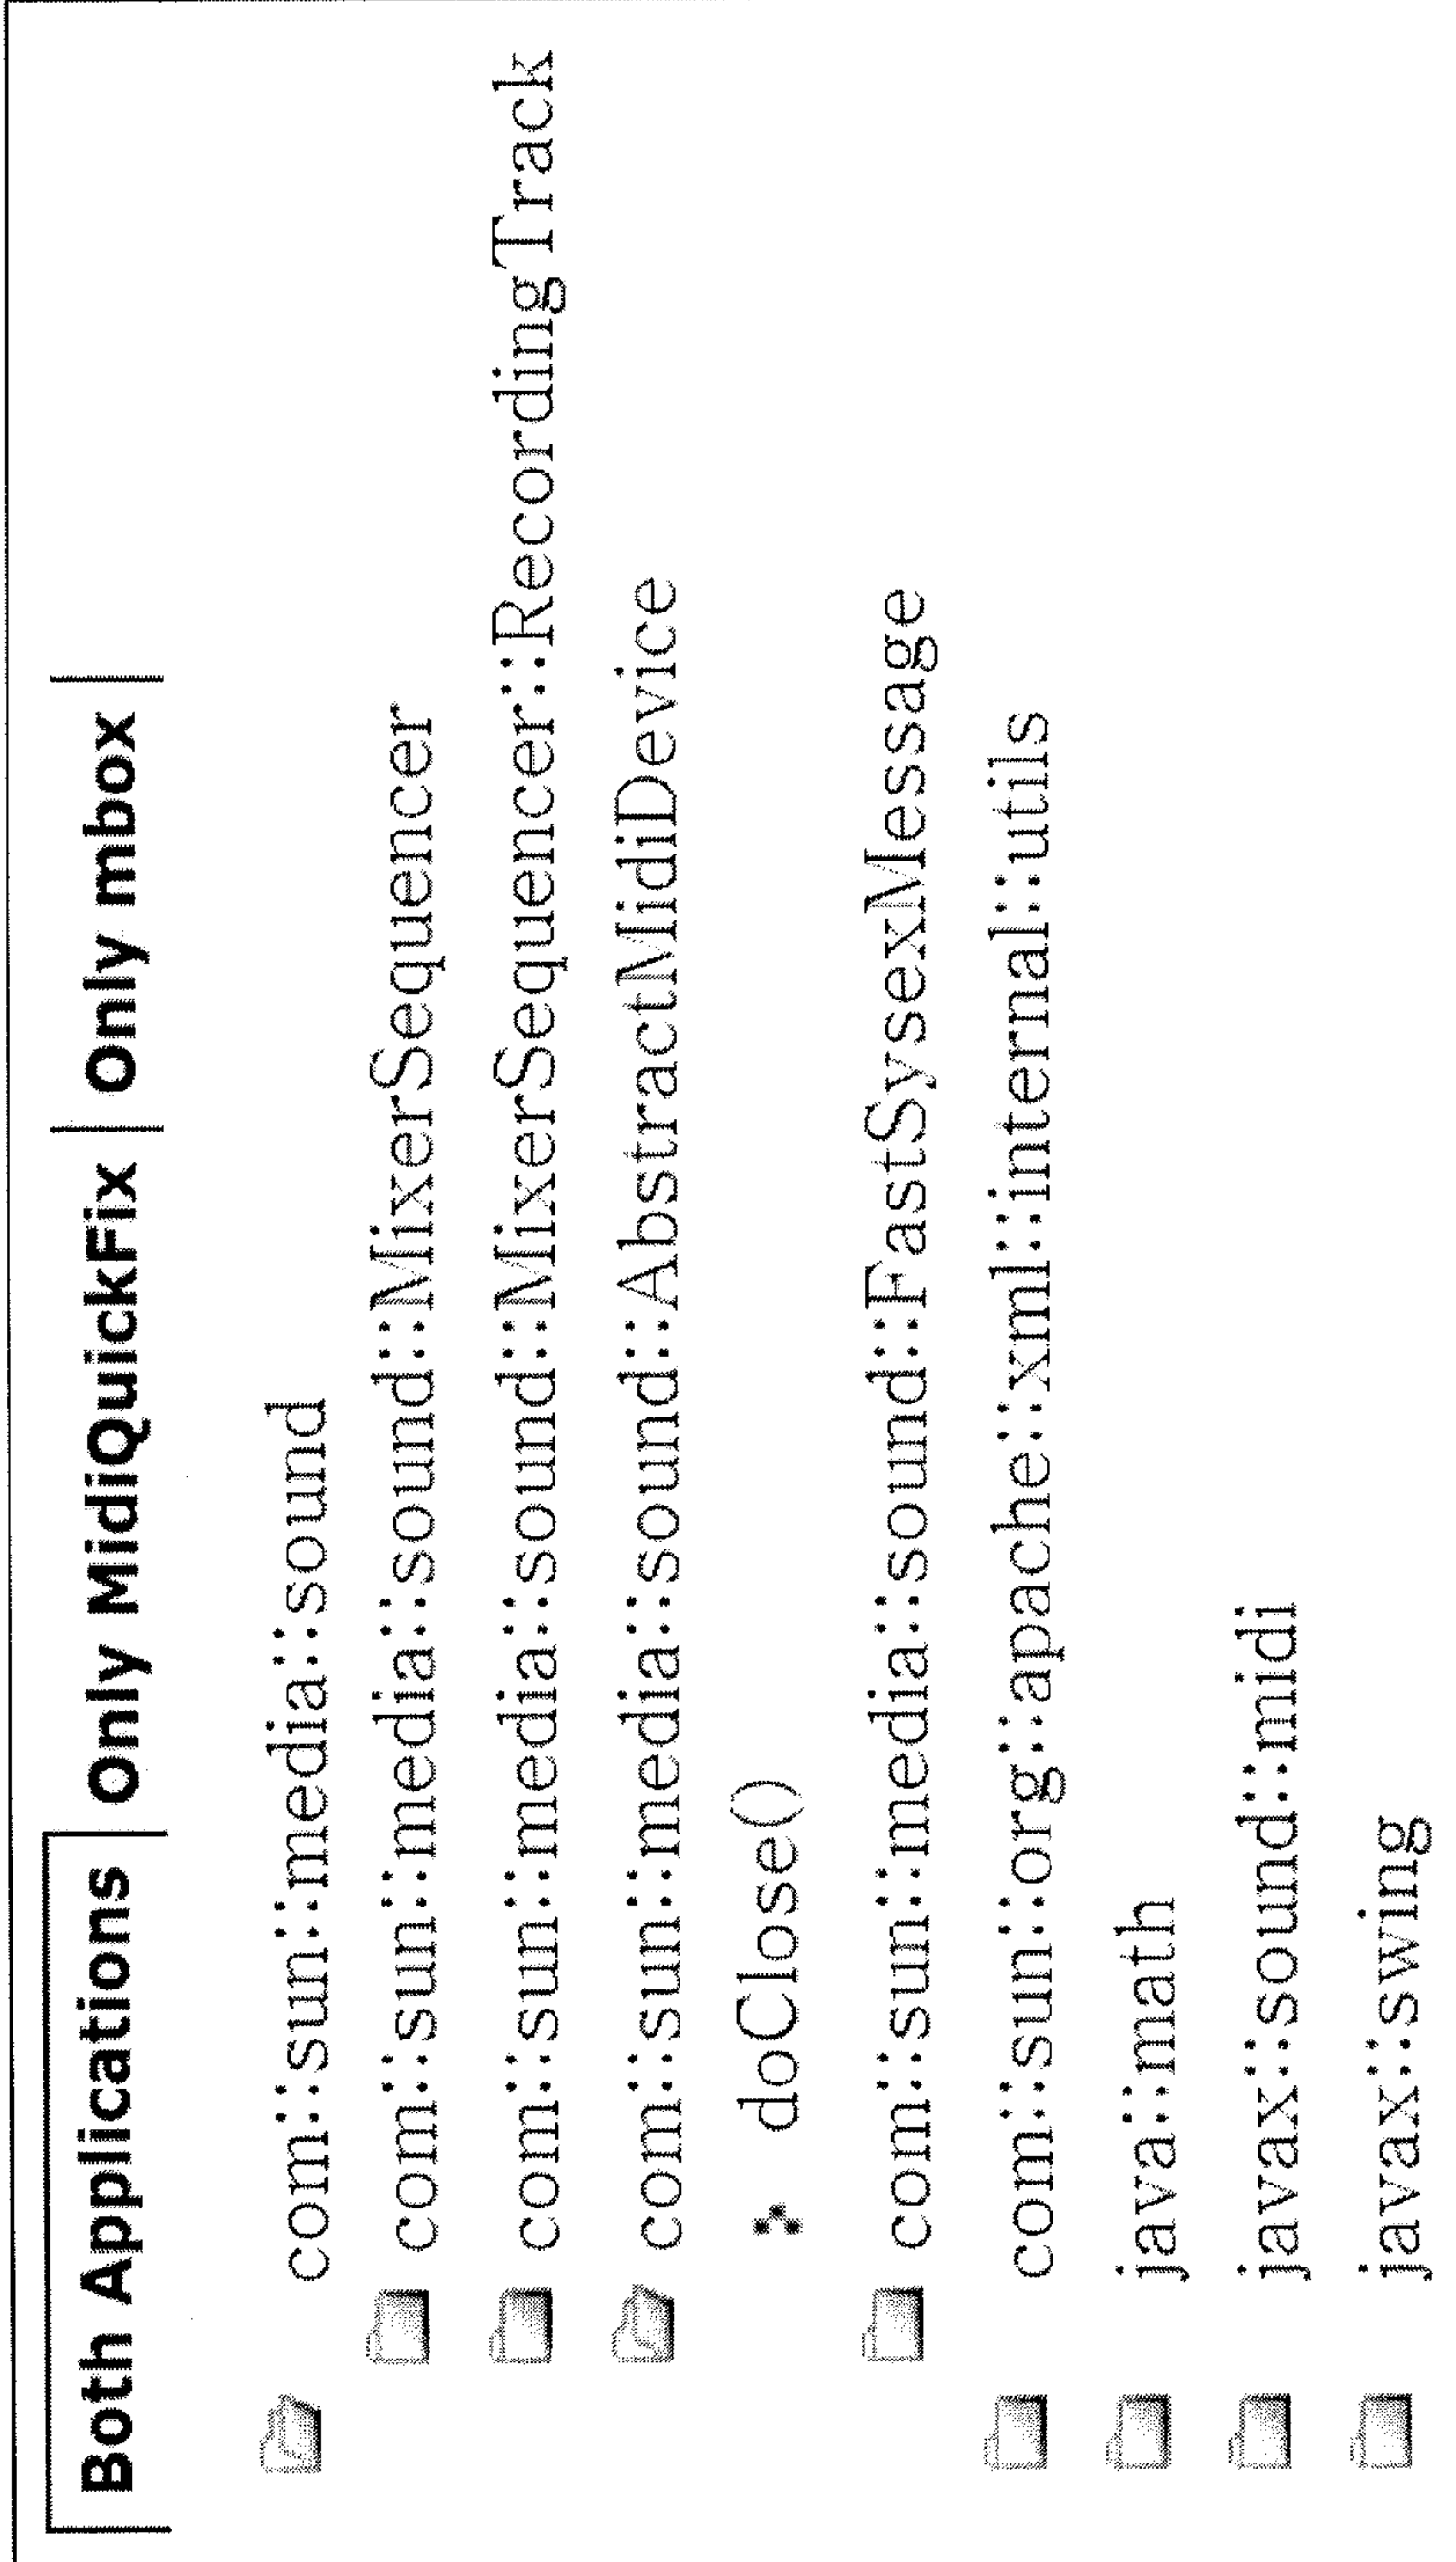 Both Applications Only MidiQuickFix Only mbox
com::sun::media::sound
com::sun::media::sound::MixerSequencer
com::sun::media::sound::MixerSequencer::RecordingTrack
com::sun::media::sound::AbstractMidiDevice
doClose()
com::sun::media::sound::FastSysexMessage
com::sun::org::apache::xml::internal::utils
java::math
javax::sound::midi
javax::swing